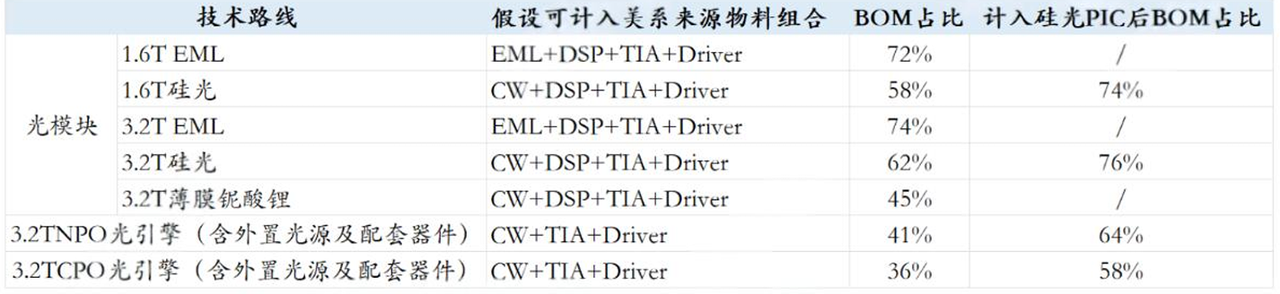 技术路线 假设可计入美系来源物料组合 BOM占比 计入硅光PIC后BOM占比
光模块
1.6T EML EML+DSP+TIA+Driver 72% /
1.6T硅光 CW+DSP+TIA+Driver 58% 74%
3.2T EML EML+DSP+TIA+Driver 74% /
3.2T硅光 CW+DSP+TIA+Driver 62% 76%
3.2T薄膜铌酸锂 CW+DSP+TIA+Driver 45% /
3.2TNPO光引擎（含外置光源及配套器件） CW+TIA+Driver 41% 64%
3.2TCPO光引擎（含外置光源及配套器件） CW+TIA+Driver 36% 58%